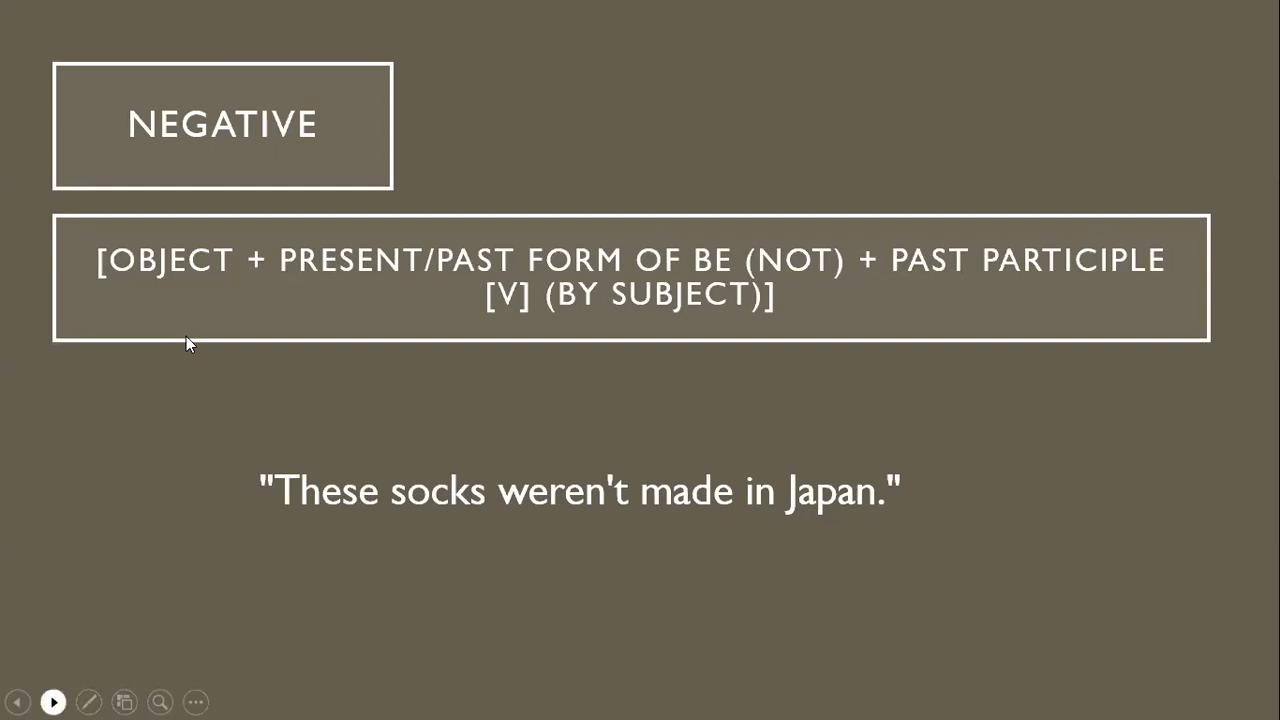 NEGATIVE
[OBJECT + PRESENT/PAST FORM OF BE (NOT) + PAST PARTICIPLE
[V] (BY SUBJECT)]
"These socks weren't made in Japan."